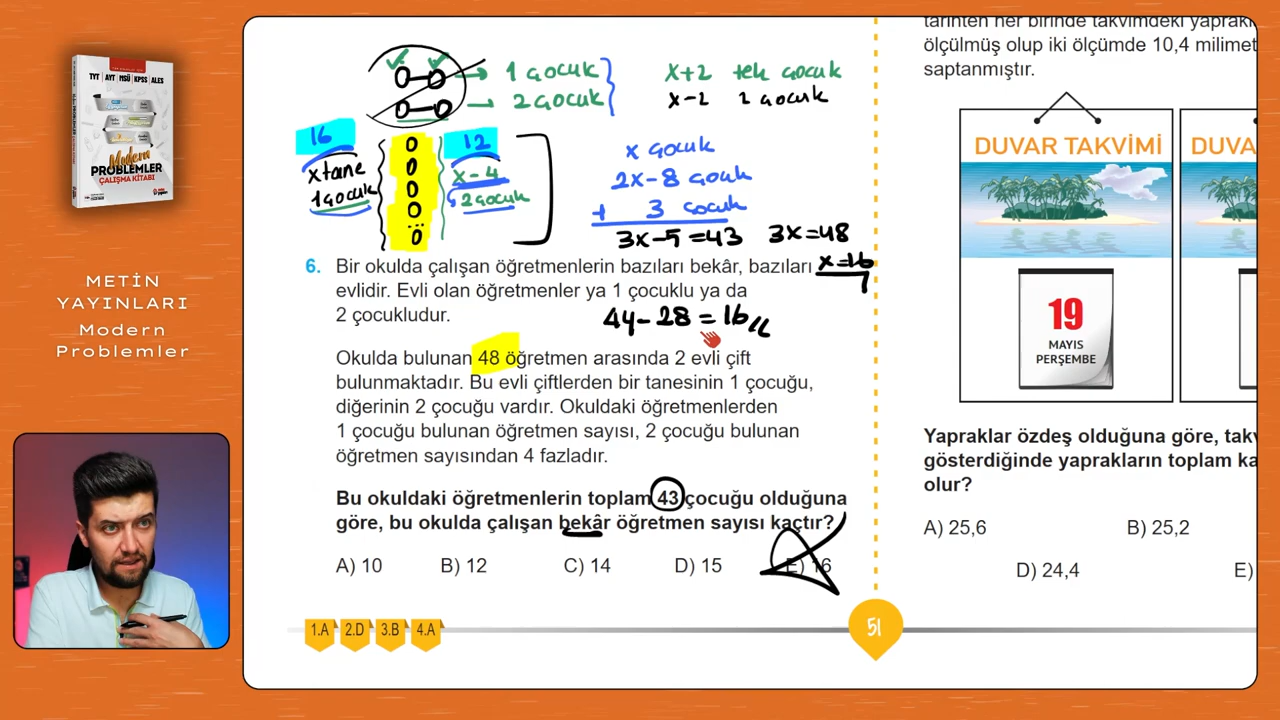 TYT AYT MSÜ KPSS ALES
Modern
PROBLEMLER
ÇALIŞMA KİTABI
METİN
YAYINLARI
Modern
Problemler
1 çocuk
2 çocuk
x+2 tek çocuk
x-2 2 çocuk
16
x tane
1 çocuk
12
x-4
2 çocuk
x çocuk
2x-8 çocuk
+ 3 çocuk
3x-5=43
3x=48
x=16
6. Bir okulda çalışan öğretmenlerin bazıları bekâr, bazıları
evlidir. Evli olan öğretmenler ya 1 çocuklu ya da
2 çocukludur.
44-28=16
Okulda bulunan 48 öğretmen arasında 2 evli çift
bulunmaktadır. Bu evli çiftlerden bir tanesinin 1 çocuğu,
diğerinin 2 çocuğu vardır. Okuldaki öğretmenlerden
1 çocuğu bulunan öğretmen sayısı, 2 çocuğu bulunan
öğretmen sayısından 4 fazladır.
Bu okuldaki öğretmenlerin toplam 43 çocuğu olduğuna
göre, bu okulda çalışan bekâr öğretmen sayısı kaçtır?
A) 10 B) 12 C) 14 D) 15 E) 16
1.A 2.D 3.B 4.A
51
tarihten her birinde takvimdeki yaprakl
ölçülmüş olup iki ölçümde 10,4 milimet
saptanmıştır.
DUVAR TAKVİMİ
DUVA
19
MAYIS
PERŞEMBE
Yapraklar özdeş olduğuna göre, takv
gösterdiğinde yaprakların toplam ka
olur?
A) 25,6 B) 25,2
D) 24,4 E)